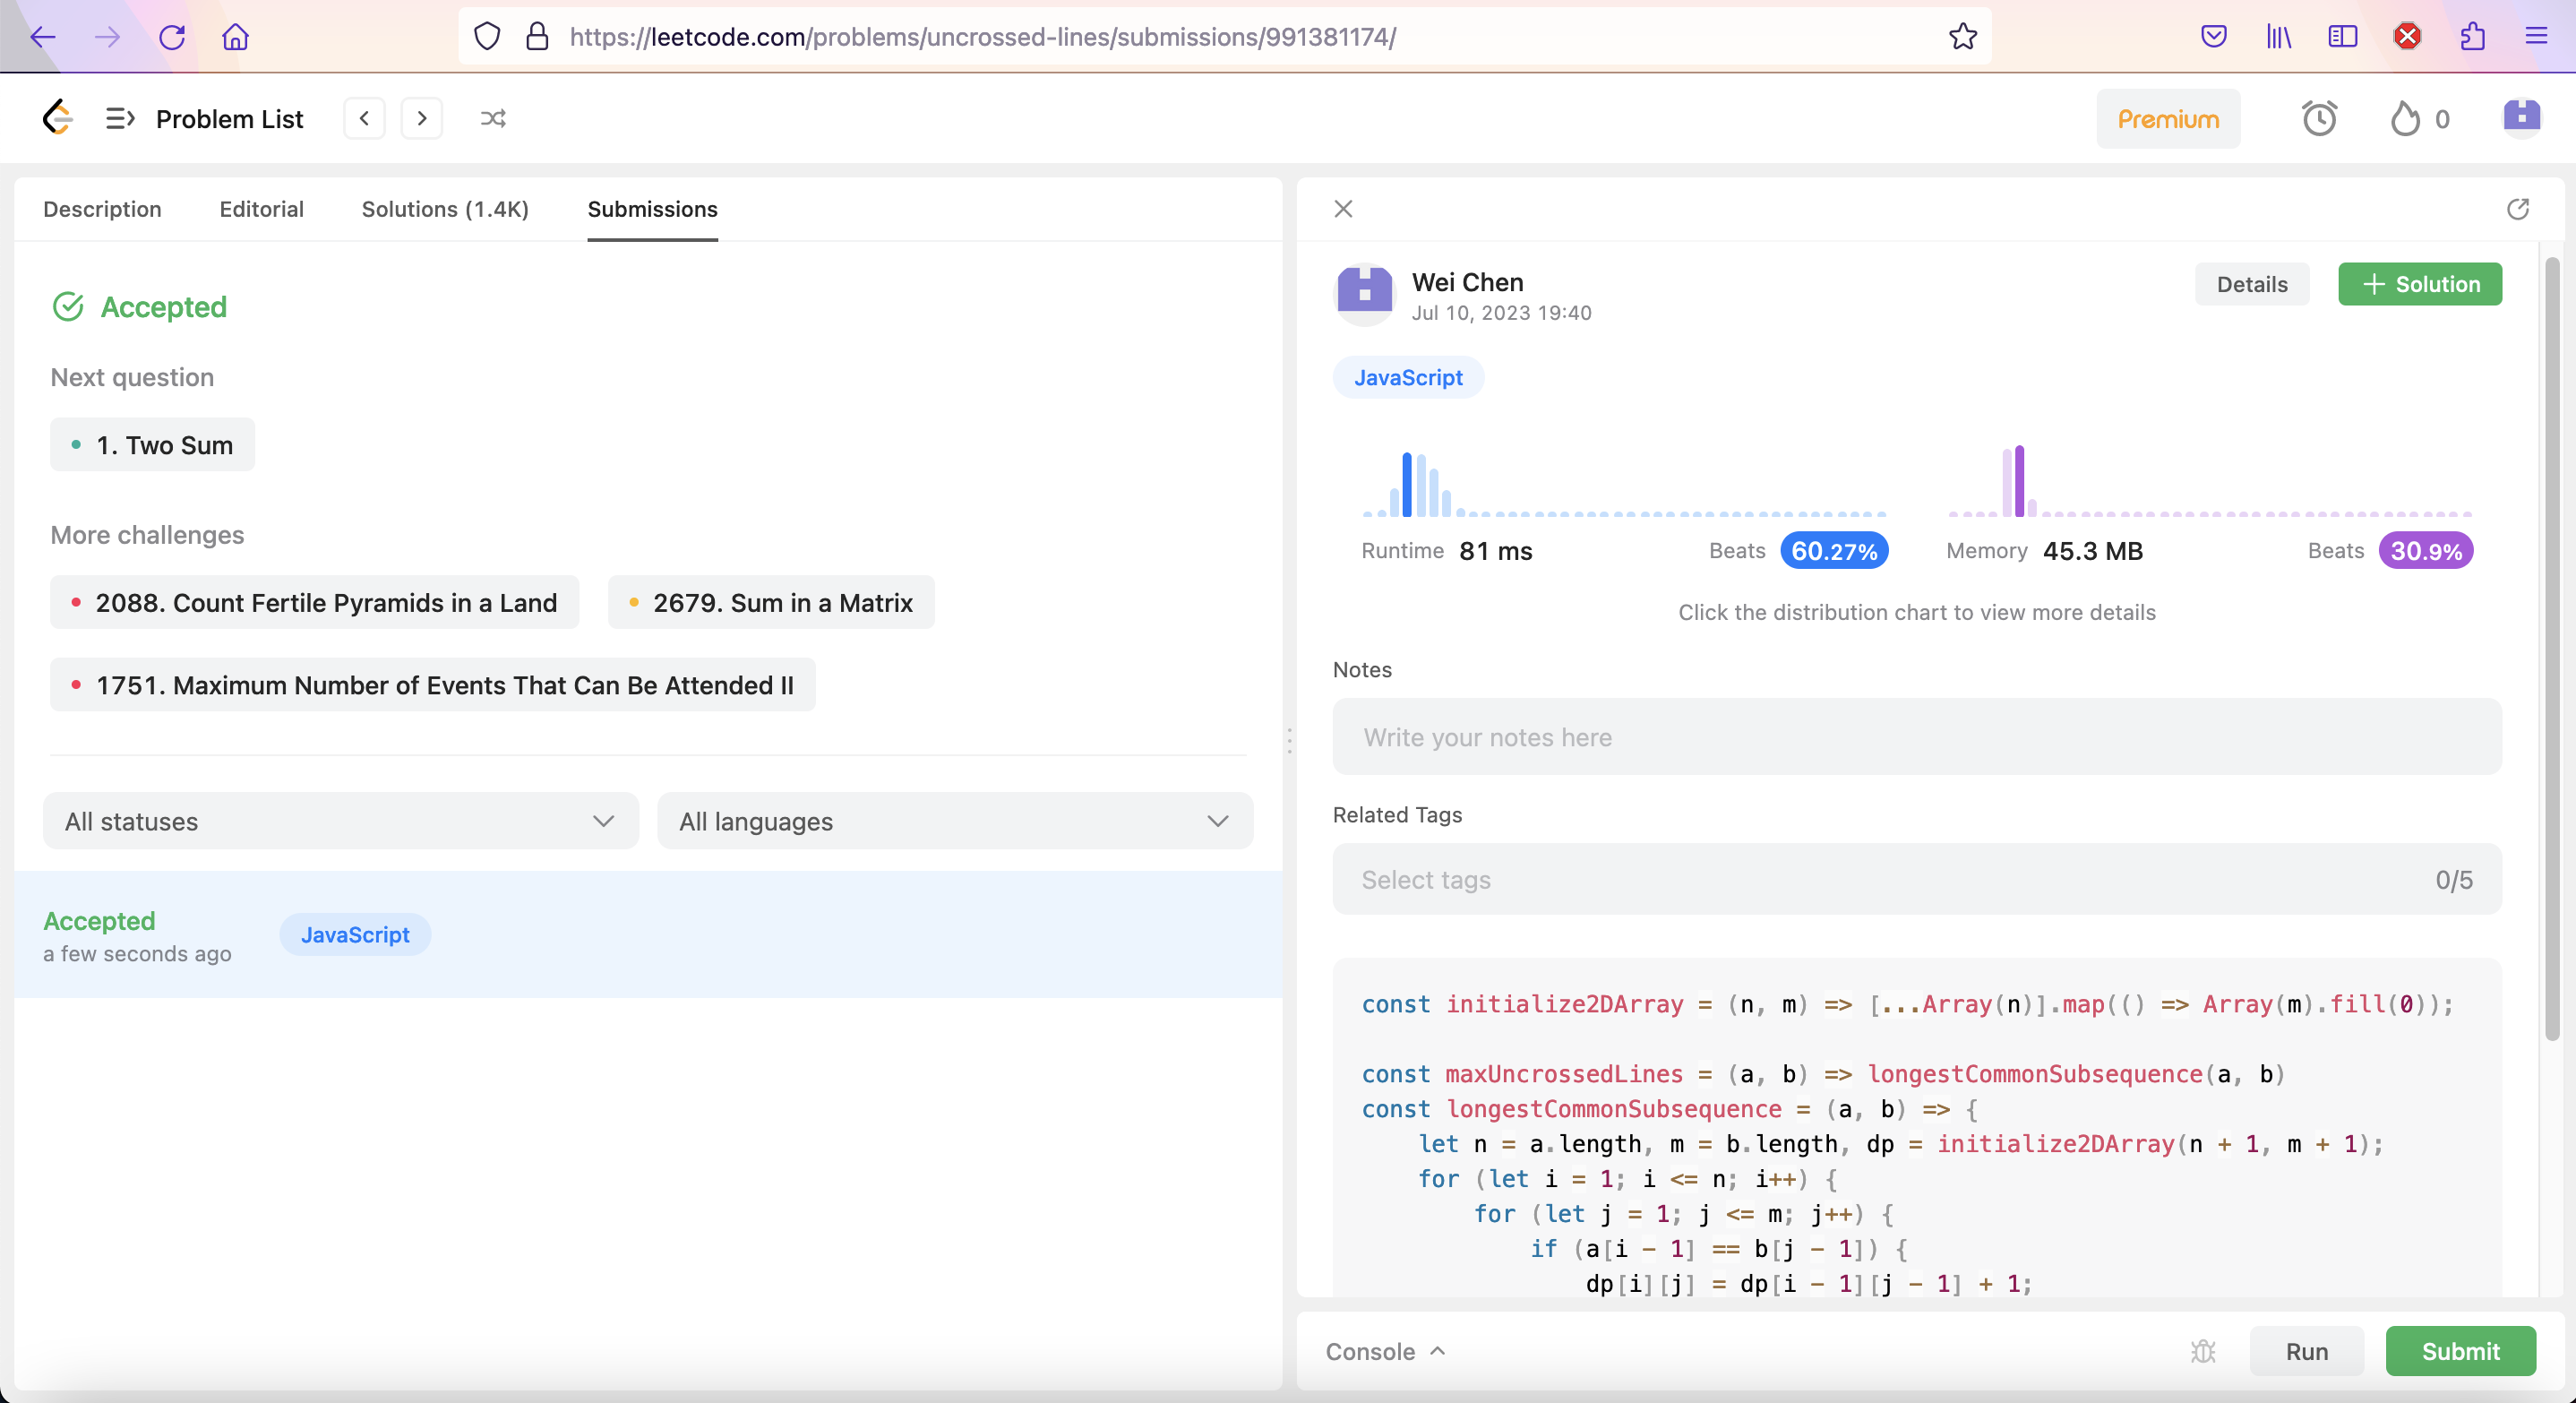 https://leetcode.com/problems/uncrossed-lines/submissions/991381174/
Problem List
Premium
0
Description Editorial Solutions (1.4K) Submissions
Accepted
Next question
1. Two Sum
More challenges
2088. Count Fertile Pyramids in a Land
2679. Sum in a Matrix
1751. Maximum Number of Events That Can Be Attended II
All statuses
All languages
Accepted
a few seconds ago
JavaScript
Wei Chen
Jul 10, 2023 19:40
Details
Solution
JavaScript
Runtime 81 ms
Beats 60.27%
Memory 45.3 MB
Beats 30.9%
Click the distribution chart to view more details
Notes
Write your notes here
Related Tags
Select tags
0/5
const initialize2DArray = (n, m) => [...Array(n)].map(() => Array(m).fill(0));
const maxUncrossedLines = (a, b) => longestCommonSubsequence(a, b)
const longestCommonSubsequence = (a, b) => {
let n = a.length, m = b.length, dp = initialize2DArray(n + 1, m + 1);
for (let i = 1; i <= n; i++) {
for (let j = 1; j <= m; j++) {
if (a[i - 1] == b[j - 1]) {
dp[i][j] = dp[i - 1][j - 1] + 1;
Console
Run
Submit